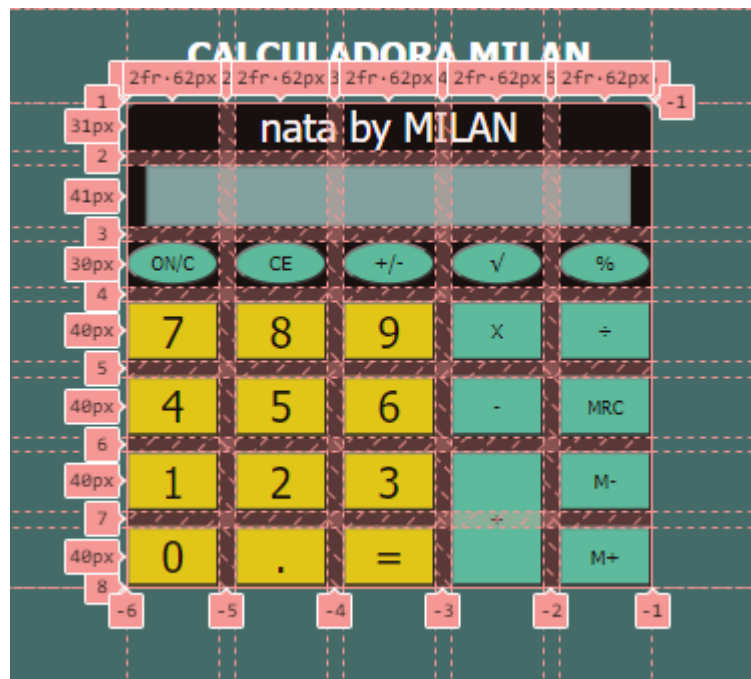 CALCULADORA MILAN
2fr·62px 2 2fr·62px 3 2fr·62px 4 2fr·62px 5 2fr·62px
1 -1
31px nata by MILAN
2
41px
3
30px ON/C CE +/- √ %
4
40px 7 8 9 X ÷
5
40px 4 5 6 - MRC
6
40px 1 2 3 M-
7 +
40px 0 . = M+
8
-6 -5 -4 -3 -2 -1